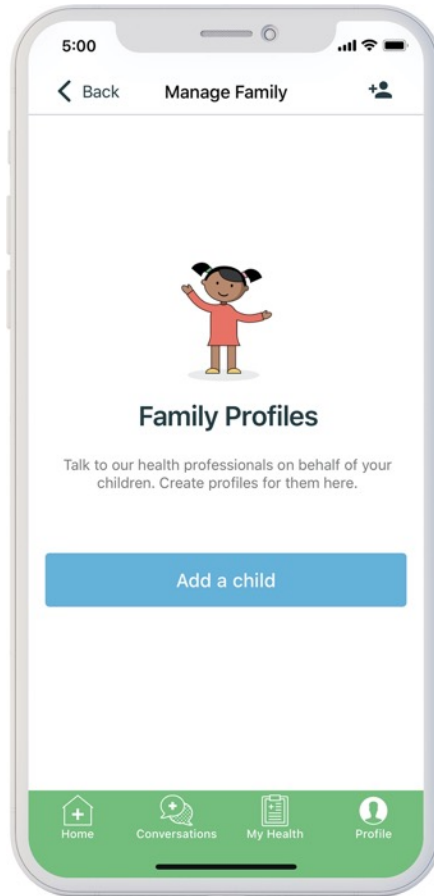 5:00
Back
Manage Family
Family Profiles
Talk to our health professionals on behalf of your
children. Create profiles for them here.
Add a child
Home
Conversations
My Health
Profile